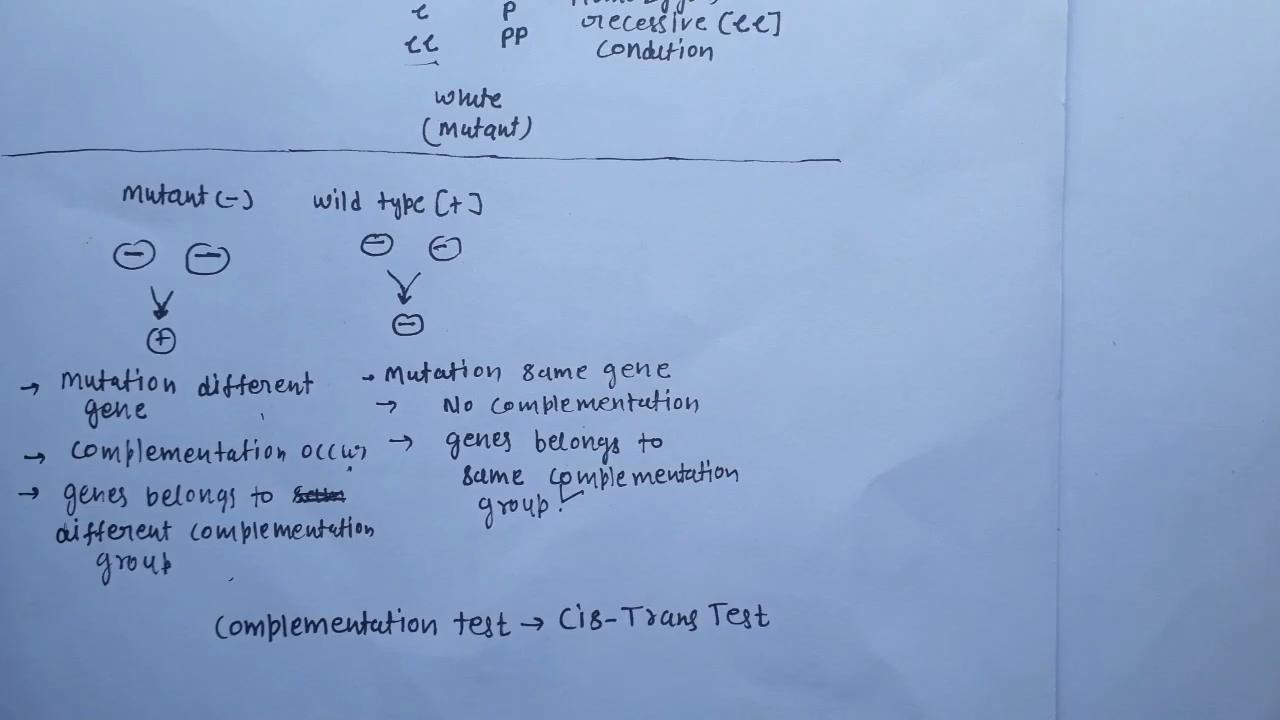 c P
cc PP recessive [cc]
condition
white
(mutant)
Mutant (-) wild type [+]
- - - -
+ -
→ Mutation different
gene
→ complementation occurs
→ genes belongs to
different complementation
group
→ Mutation same gene
→ No complementation
→ genes belongs to
same complementation
group.
complementation test → Cis-Trans Test